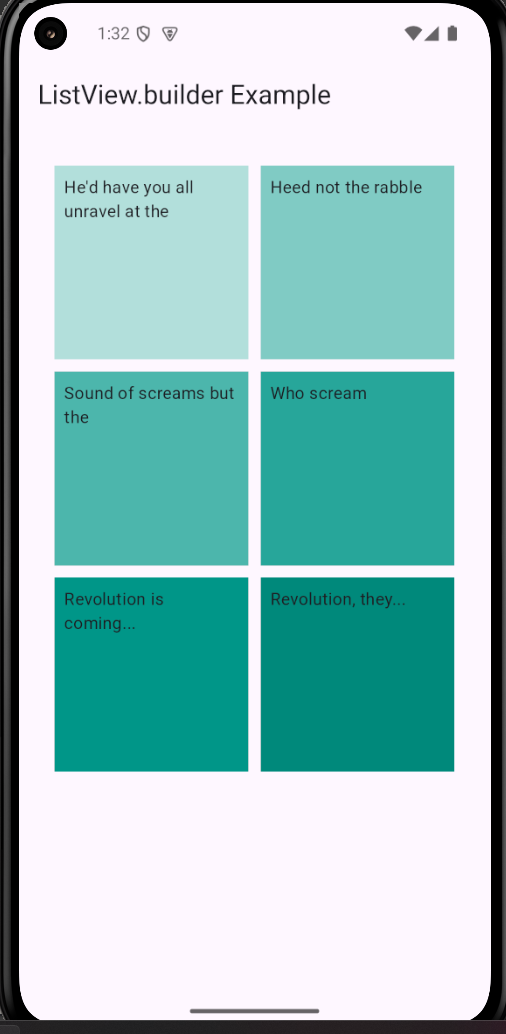 1:32
ListView.builder Example
He'd have you all
unravel at the
Heed not the rabble
Sound of screams but
the
Who scream
Revolution is
coming...
Revolution, they...